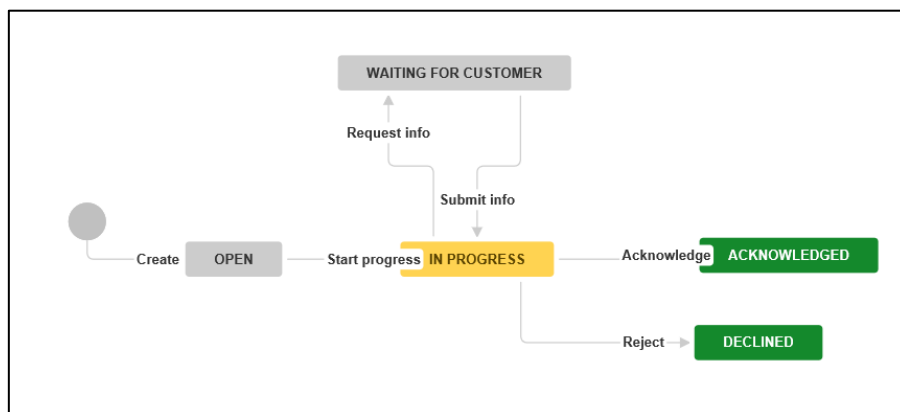 WAITING FOR CUSTOMER
Request info
Submit info
Create
OPEN
Start progress
IN PROGRESS
Acknowledge
ACKNOWLEDGED
Reject
DECLINED